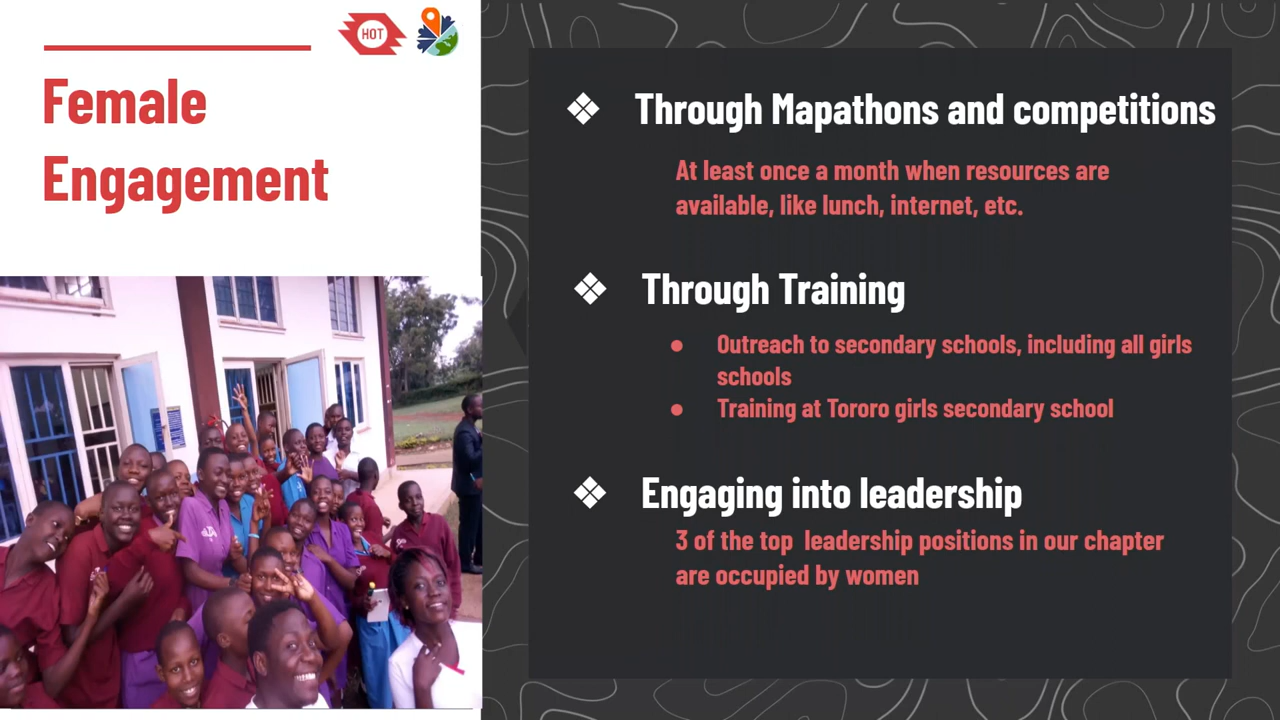 HOT
Female
Engagement
❖ Through Mapathons and competitions
At least once a month when resources are
available, like lunch, internet, etc.
❖ Through Training
● Outreach to secondary schools, including all girls
schools
● Training at Tororo girls secondary school
❖ Engaging into leadership
3 of the top leadership positions in our chapter
are occupied by women